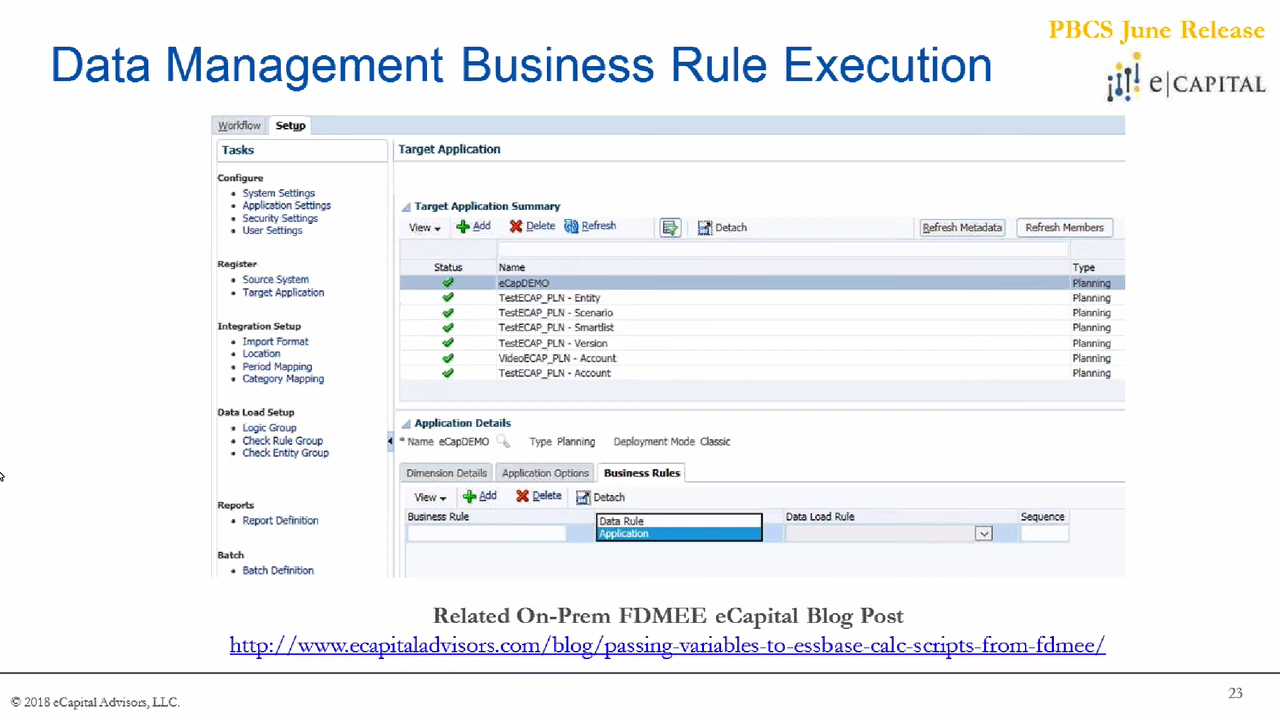 PBCS June Release
Data Management Business Rule Execution
e|CAPITAL
Workflow Setup
Tasks
Configure
System Settings
Application Settings
Security Settings
User Settings
Register
Source System
Target Application
Integration Setup
Import Format
Location
Period Mapping
Category Mapping
Data Load Setup
Logic Group
Check Rule Group
Check Entity Group
Reports
Report Definition
Batch
Batch Definition
Target Application
Target Application Summary
View Add Delete Refresh Detach Refresh Metadata Refresh Members
Status Name Type
eCapDEMO Planning
TestECAP_PLN - Entity Planning
TestECAP_PLN - Scenario Planning
TestECAP_PLN - Smartlist Planning
TestECAP_PLN - Version Planning
VideoECAP_PLN - Account Planning
TestECAP_PLN - Account Planning
Application Details
* Name eCapDEMO Type Planning Deployment Mode Classic
Dimension Details Application Options Business Rules
View Add Delete Detach
Business Rule Data Load Rule Sequence
Data Rule
Application
Related On-Prem FDMEE eCapital Blog Post
http://www.ecapitaladvisors.com/blog/passing-variables-to-essbase-calc-scripts-from-fdmee/
© 2018 eCapital Advisors, LLC.
23